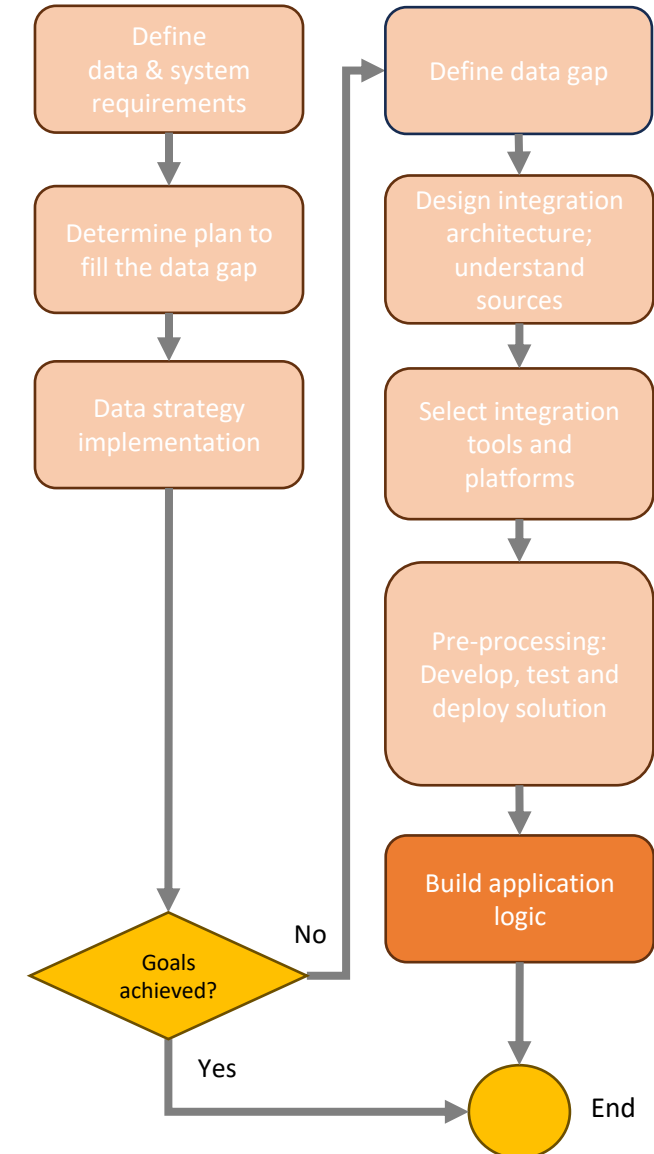 Define
data & system
requirements
Determine plan to
fill the data gap
Data strategy
implementation
Goals
achieved?
No
Yes
Define data gap
Design integration
architecture;
understand
sources
Select integration
tools and
platforms
Pre-processing:
Develop, test and
deploy solution
Build application
logic
End